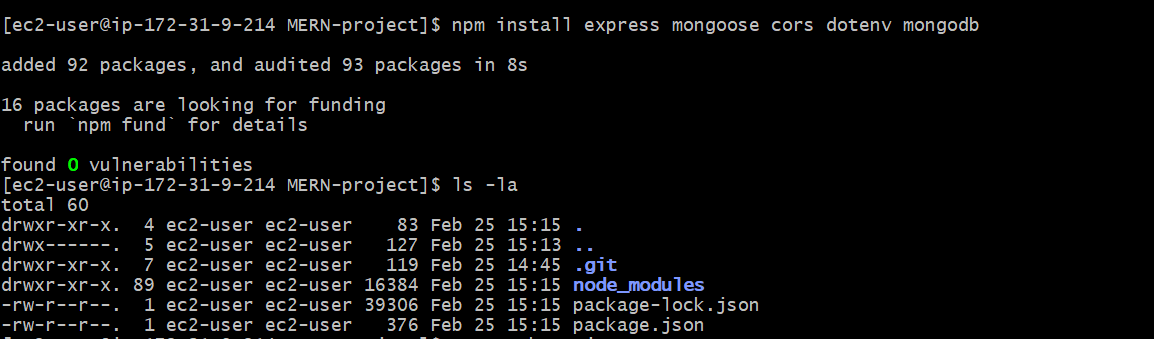 [ec2-user@ip-172-31-9-214 MERN-project]$ npm install express mongoose cors dotenv mongodb
added 92 packages, and audited 93 packages in 8s
16 packages are looking for funding
  run `npm fund` for details
found 0 vulnerabilities
[ec2-user@ip-172-31-9-214 MERN-project]$ ls -la
total 60
drwxr-xr-x.  4 ec2-user ec2-user    83 Feb 25 15:15 .
drwx------.  5 ec2-user ec2-user   127 Feb 25 15:13 ..
drwxr-xr-x.  7 ec2-user ec2-user   119 Feb 25 14:45 .git
drwxr-xr-x. 89 ec2-user ec2-user 16384 Feb 25 15:15 node_modules
-rw-r--r--.  1 ec2-user ec2-user 39306 Feb 25 15:15 package-lock.json
-rw-r--r--.  1 ec2-user ec2-user   376 Feb 25 15:15 package.json